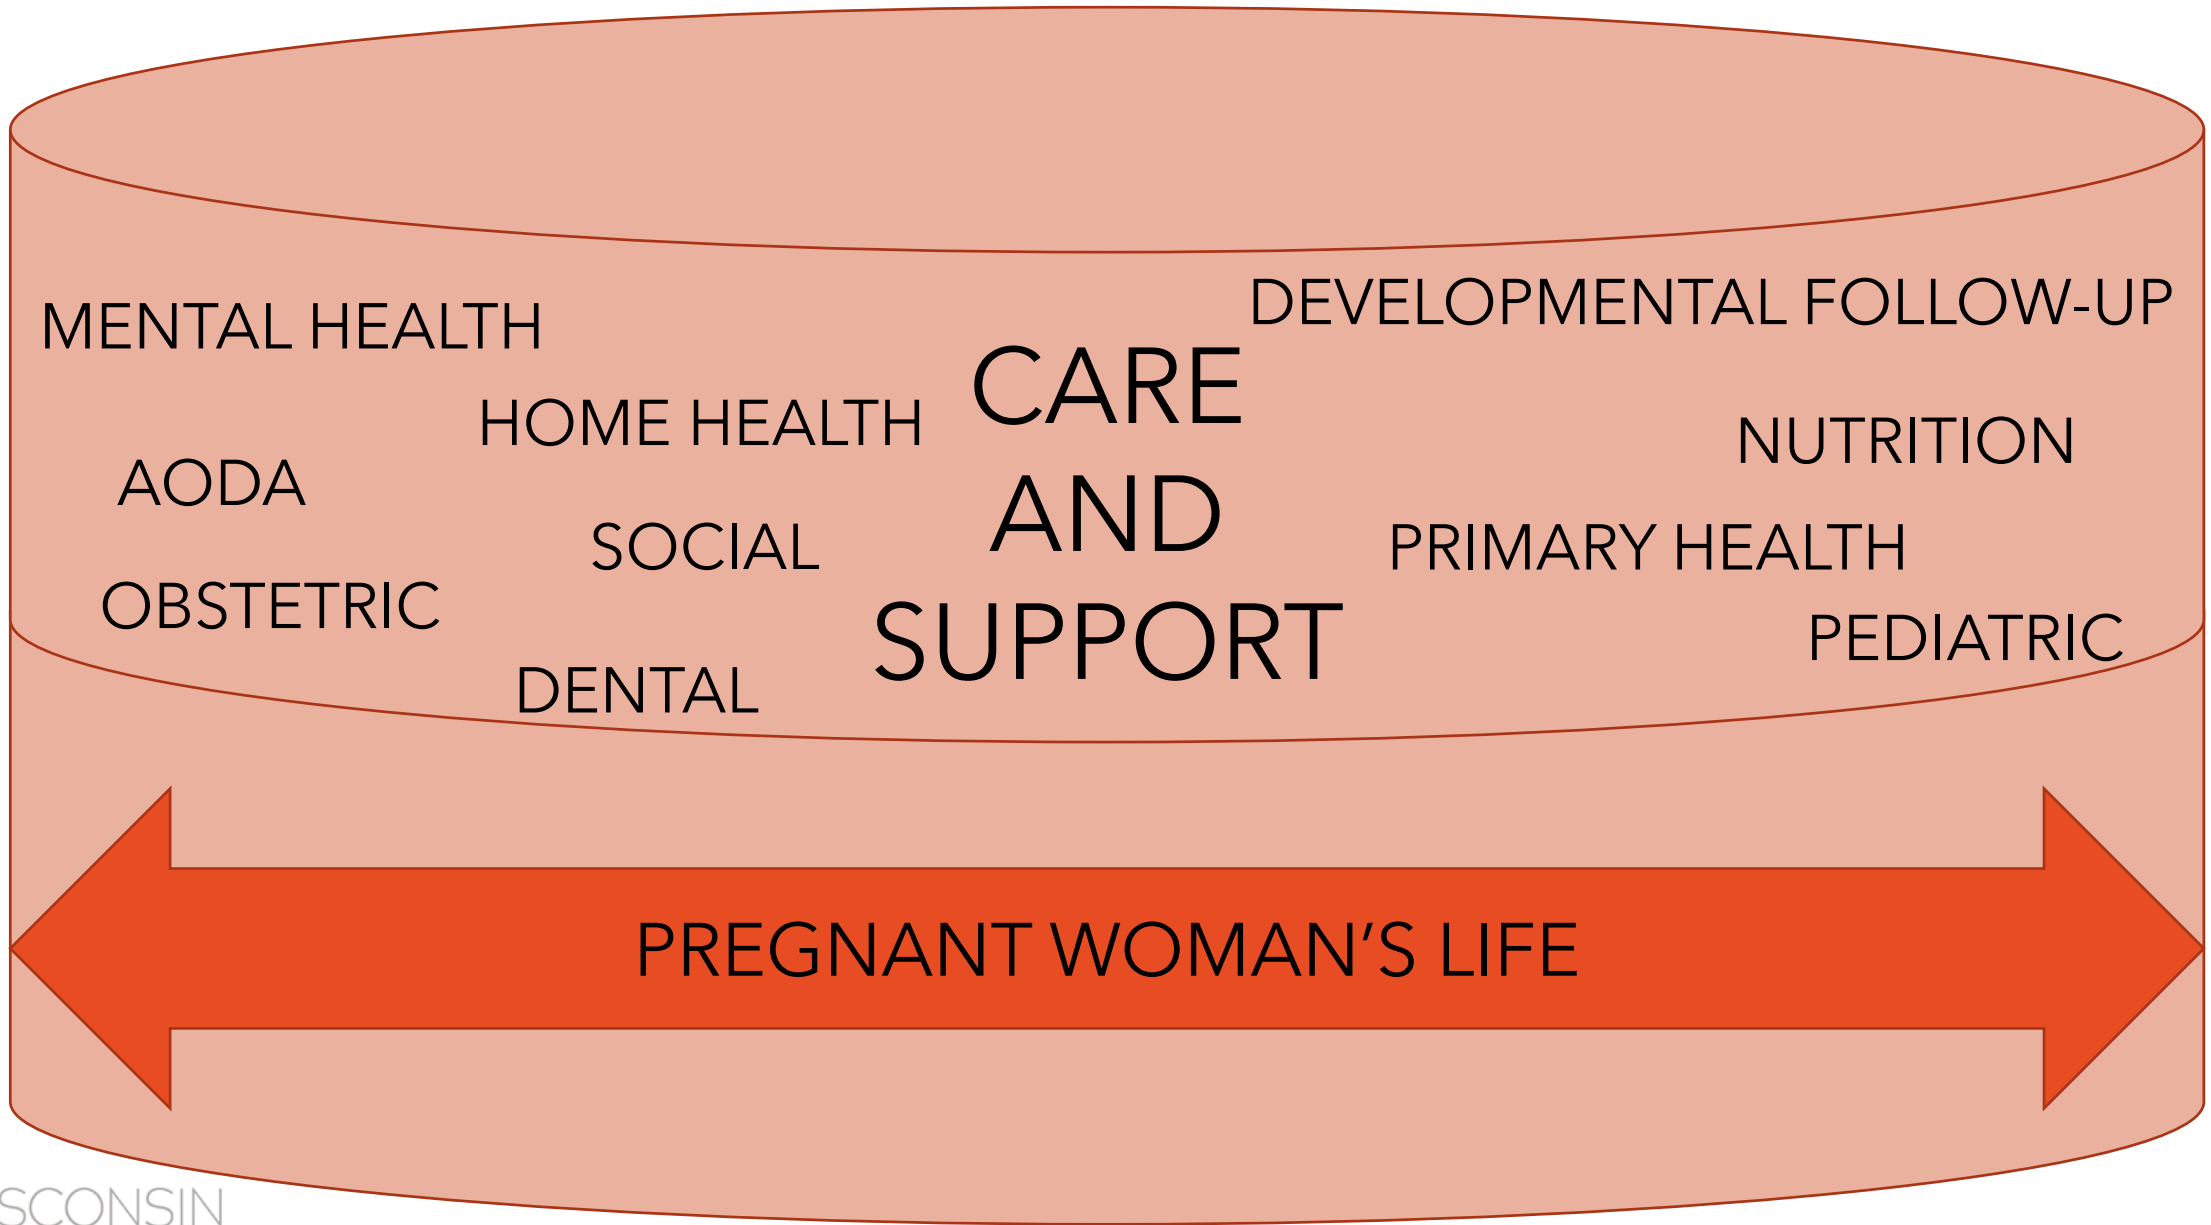 MENTAL HEALTH
HOME HEALTH
AODA
SOCIAL
OBSTETRIC
DENTAL
CARE
AND
SUPPORT
DEVELOPMENTAL FOLLOW-UP
NUTRITION
PRIMARY HEALTH
PEDIATRIC
PREGNANT WOMAN’S LIFE
SCONSIN